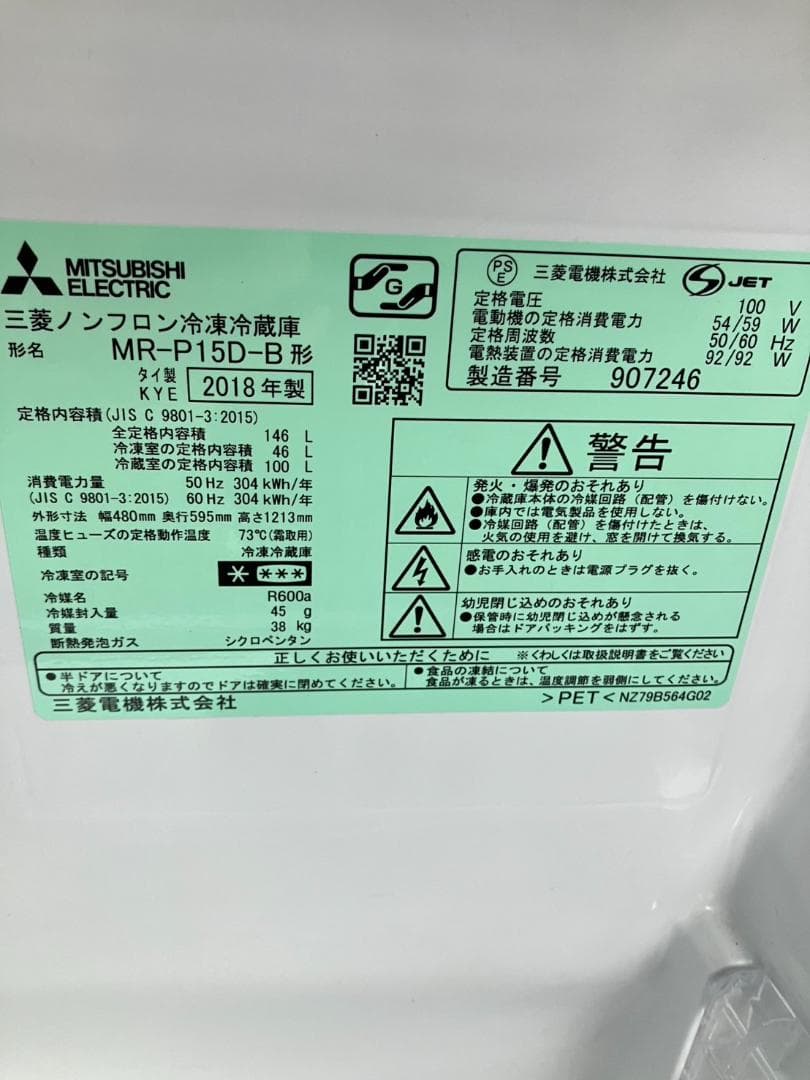 MITSUBISHI
ELECTRIC
三菱ノンフロン冷凍冷蔵庫
形名 MR-P15D-B形
タイ製
KYE 2018年製
定格内容積(JIS C 9801-3:2015)
全定格内容積 146 L
冷凍室の定格内容積 46 L
冷蔵室の定格内容積 100 L
消費電力量 50Hz 304kWh/年
(JIS C 9801-3:2015) 60Hz 304kWh/年
外形寸法 幅480mm 奥行595mm 高さ1213mm
温度ヒューズの定格動作温度 73℃(霜取用)
種類 冷凍冷蔵庫
冷凍室の記号 * ***
冷媒名 R600a
冷媒封入量 45 g
質量 38 kg
断熱発泡ガス シクロペンタン
G
PSE 三菱電機株式会社 S JET
定格電圧 100 V
電動機の定格消費電力 54/59 W
定格周波数 50/60 Hz
電熱装置の定格消費電力 92/92 W
製造番号 907246
警告
発火・爆発のおそれあり
●冷蔵庫本体の冷媒回路(配管)を傷付けない。
●庫内では電気製品を使用しない。
●冷媒回路(配管)を傷付けたときは、
火気の使用を避け、窓を開けて換気する。
感電のおそれあり
●お手入れのときは電源プラグを抜く。
幼児閉じ込めのおそれあり
●保管時に幼児閉じ込めが懸念される
場合はドアパッキングをはずす。
正しくお使いいただくために ※くわしくは取扱説明書をご覧ください
●半ドアについて
冷えが悪くなりますのでドアは確実に閉めてください。
●食品の凍結について
食品が凍るときは、温度調節を弱側にしてください。
三菱電機株式会社
>PET< NZ79B564G02